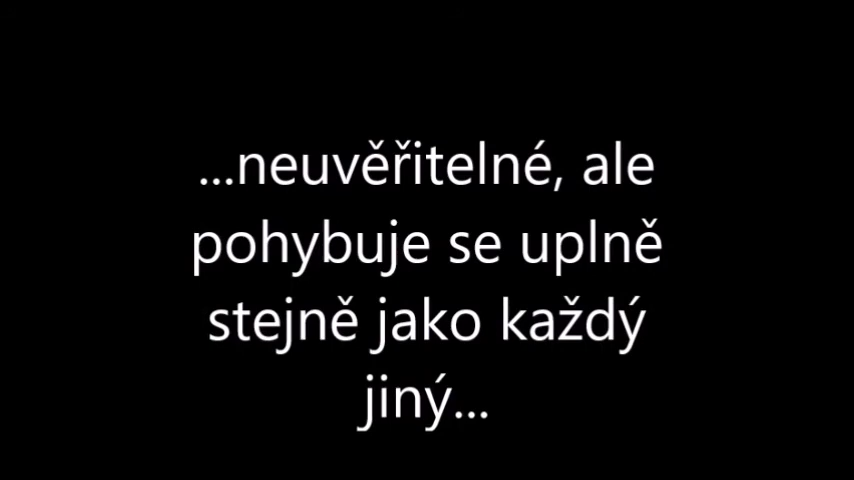 ...neuvěřitelné, ale
pohybuje se uplně
stejně jako každý
jiný...